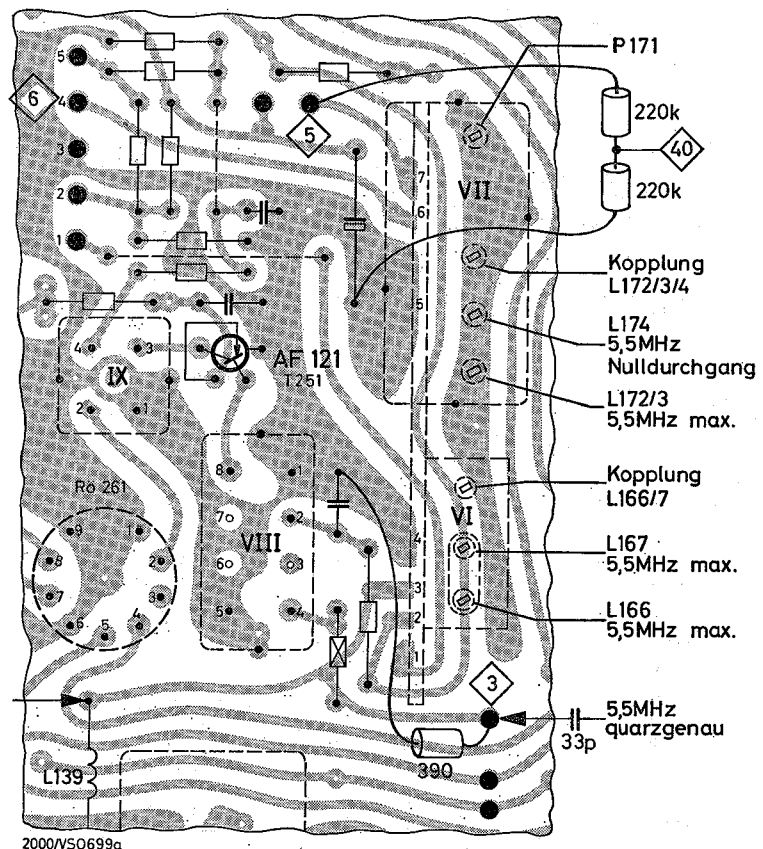 P171
5
6
4
5
220k
40
3
7
VII
220k
2
6
1
Kopplung
L172/3/4
5
L174
5,5MHz
Nulldurchgang
4
3
AF 121
T251
IX
L172/3
5,5MHz max.
2
1
8
1
Kopplung
L166/7
Rö 261
7
2
VI
9
1
VIII
4
L167
5,5MHz max.
8
2
6
3
3
7
3
5
4
2
L166
5,5MHz max.
6
5
4
1
3
5,5MHz
quarzgenau
33p
390
L139
2000/VS0699a